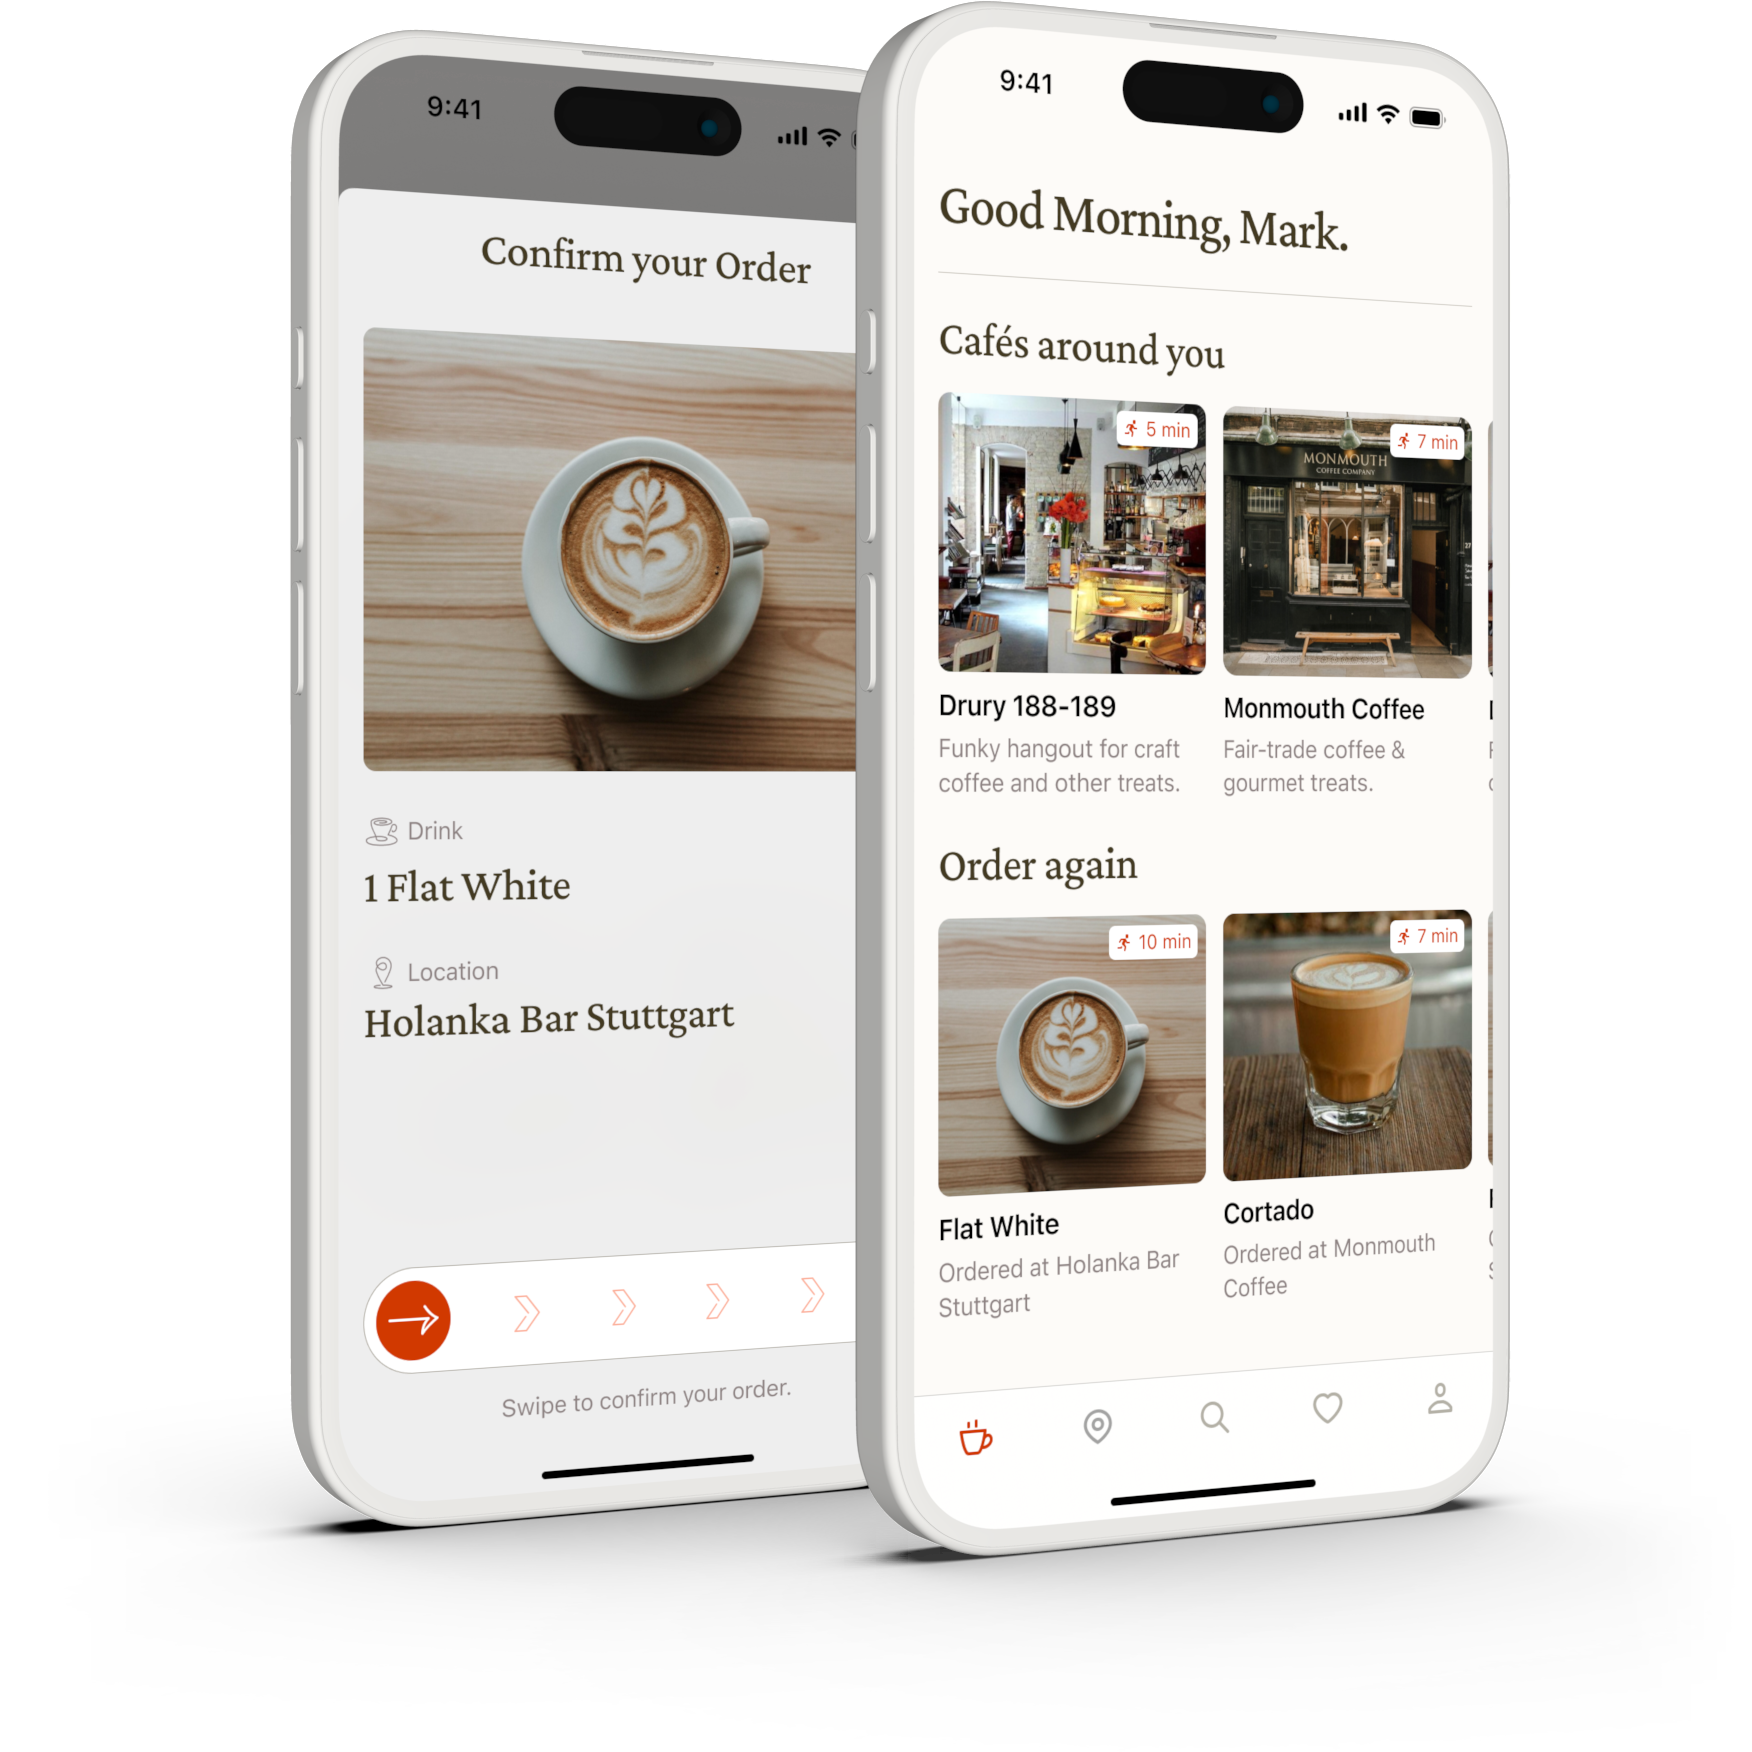 9:41
Confirm your Order
Drink
1 Flat White
Location
Holanka Bar Stuttgart
Swipe to confirm your order.
9:41
Good Morning, Mark.
Cafés around you
5 min
7 min
MONMOUTH
COFFEE COMPANY
Drury 188-189
Monmouth Coffee
Funky hangout for craft
coffee and other treats.
Fair-trade coffee &
gourmet treats.
Order again
10 min
7 min
Flat White
Cortado
Ordered at Holanka Bar
Stuttgart
Ordered at Monmouth
Coffee